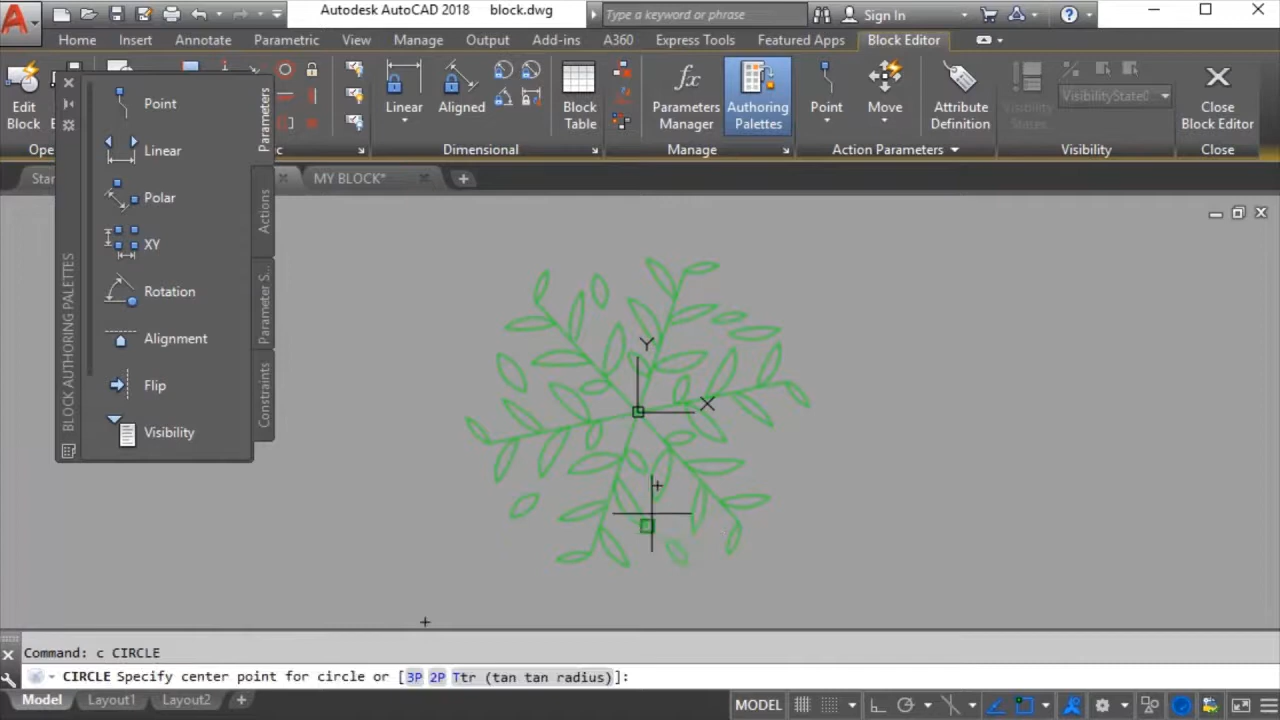 Autodesk AutoCAD 2018 block.dwg
Type a keyword or phrase
Sign In
Home Insert Annotate Parametric View Manage Output Add-ins A360 Express Tools Featured Apps Block Editor
Edit
Block
Linear
Aligned
Block
Table
Parameters
Manager
Authoring
Palettes
Point
Move
Attribute
Definition
Visibility
States
Close
Block Editor
Dimensional
Manage
Action Parameters
Visibility
Close
MY BLOCK*
Point
Linear
Polar
XY
Rotation
Alignment
Flip
Visibility
Parameters
Actions
Parameter S...
Constraints
BLOCK AUTHORING PALETTES
Y
X
Command: c CIRCLE
CIRCLE Specify center point for circle or [3P 2P Ttr (tan tan radius)]:
Model Layout1 Layout2 +
MODEL